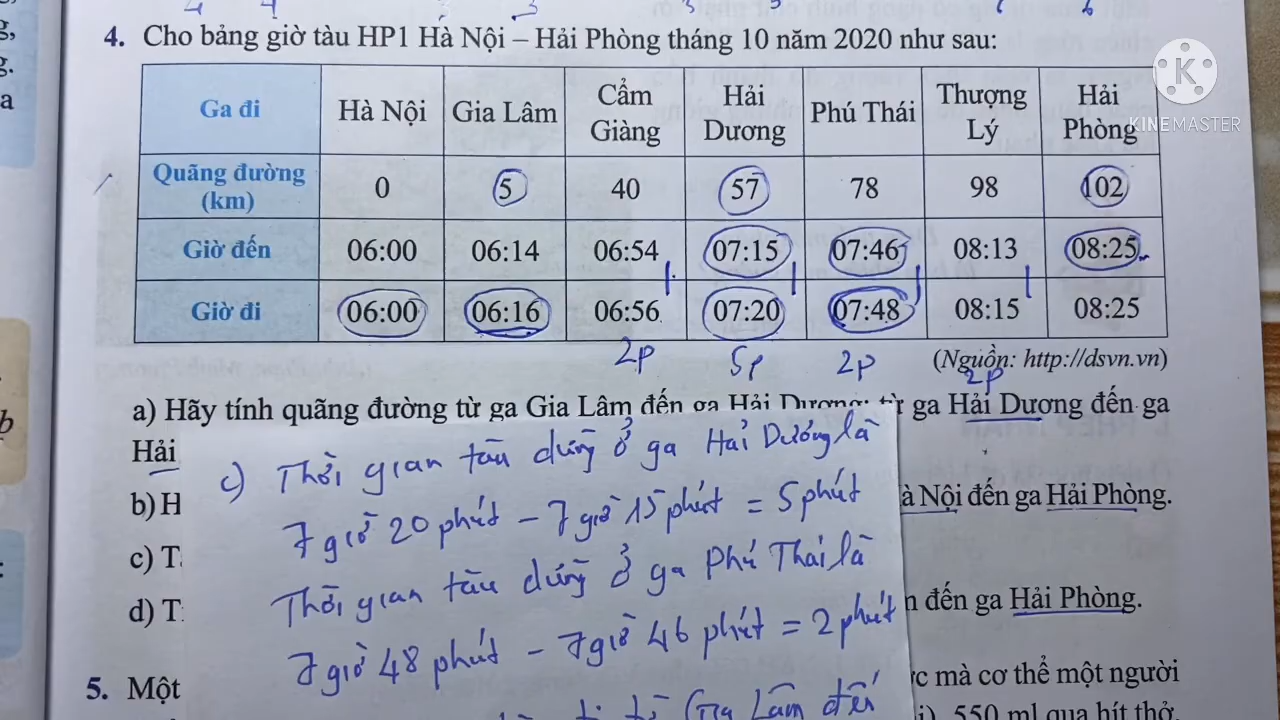 4. Cho bảng giờ tàu HP1 Hà Nội – Hải Phòng tháng 10 năm 2020 như sau:
KINEMASTER
Ga đi Hà Nội Gia Lâm Cẩm Giàng Hải Dương Phú Thái Thượng Lý Hải Phòng
Quãng đường (km) 0 5 40 57 78 98 102
Giờ đến 06:00 06:14 06:54 07:15 07:46 08:13 08:25
Giờ đi 06:00 06:16 06:56 07:20 07:48 08:15 08:25
2p 5p 2p 2p
(Nguồn: http://dsvn.vn)
a) Hãy tính quãng đường từ ga Gia Lâm đến ga Hải Dương; từ ga Hải Dương đến ga
Hải
c) Thời gian tàu dừng ở ga Hải Dương là
b) H à Nội đến ga Hải Phòng.
7 giờ 20 phút – 7 giờ 15 phút = 5 phút
c) T
Thời gian tàu dừng ở ga Phú Thái là
d) T n đến ga Hải Phòng.
7 giờ 48 phút – 7 giờ 46 phút = 2 phút
5. Một ức mà cơ thể một người
Gia Lâm đến
550 ml qua hít thở,